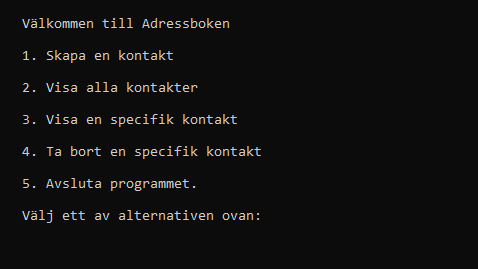 Välkommen till Adressboken
1. Skapa en kontakt
2. Visa alla kontakter
3. Visa en specifik kontakt
4. Ta bort en specifik kontakt
5. Avsluta programmet.
Välj ett av alternativen ovan: